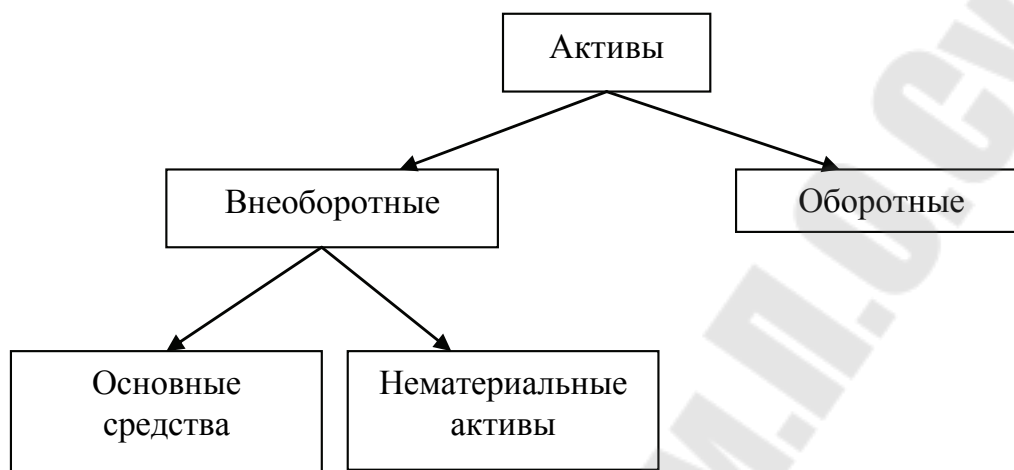 Активы
Внеоборотные
Оборотные
Основные
средства
Нематериальные
активы